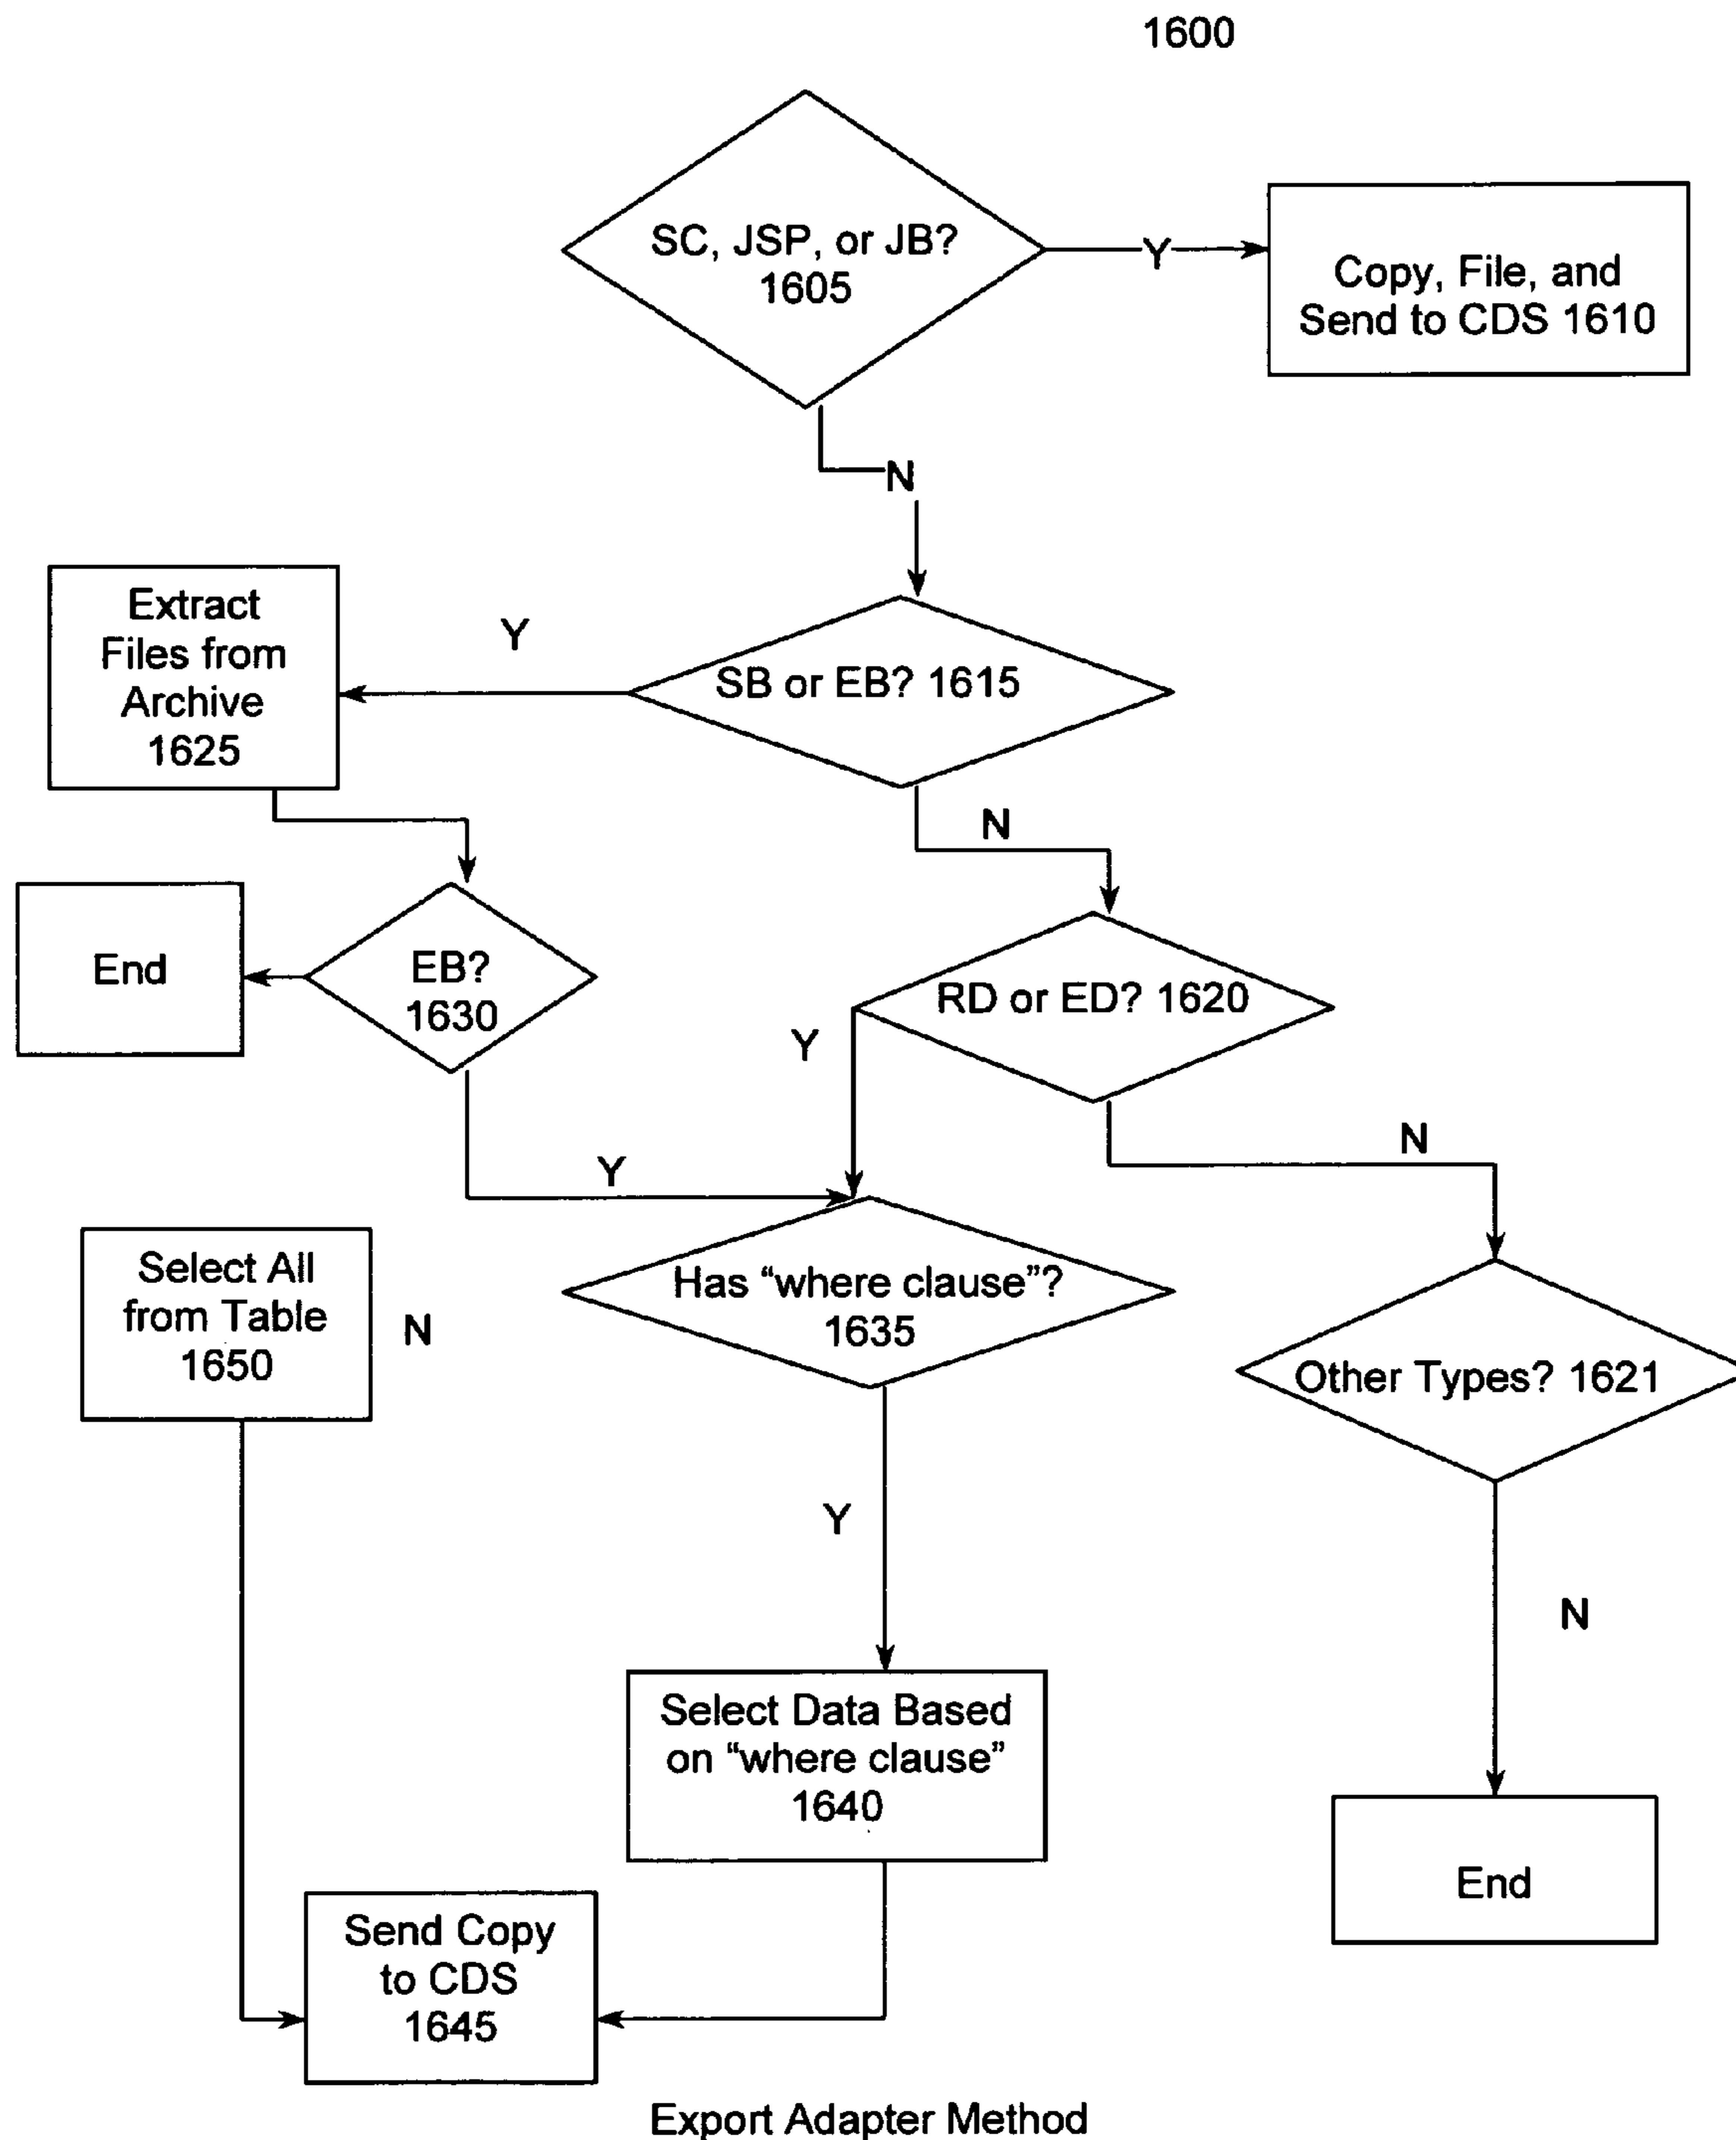 1600
SC, JSP, or JB?
1605
Y
Copy, File, and
Send to CDS 1610
N
Extract
Files from
Archive
1625
Y
SB or EB? 1615
N
End
EB?
1630
RD or ED? 1620
Y
N
Y
Select All
from Table
1650
N
Has “where clause”?
1635
Other Types? 1621
Y
N
Select Data Based
on “where clause”
1640
End
Send Copy
to CDS
1645
Export Adapter Method